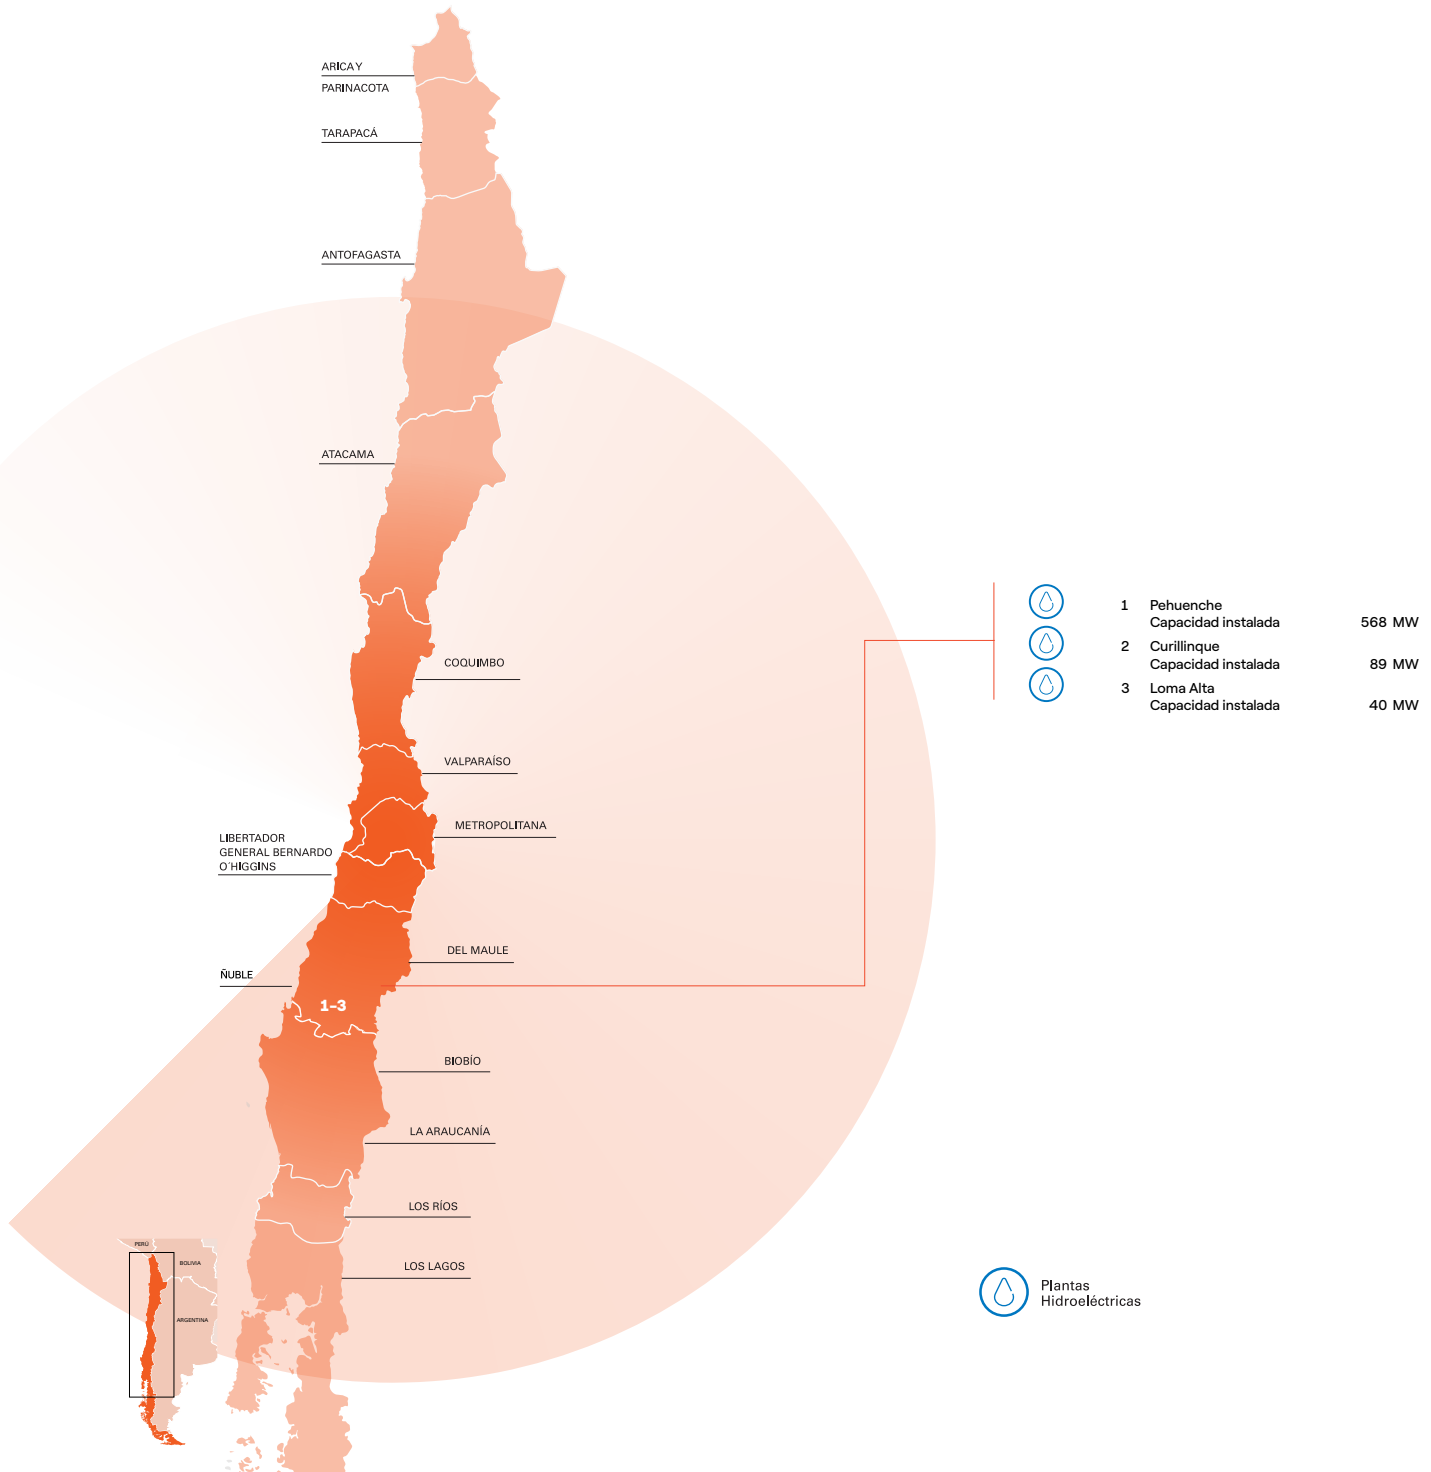 ARICA Y
PARINACOTA
TARAPACÁ
ANTOFAGASTA
ATACAMA
COQUIMBO
VALPARAÍSO
METROPOLITANA
LIBERTADOR
GENERAL BERNARDO
O´HIGGINS
DEL MAULE
ÑUBLE
1-3
BIOBÍO
LA ARAUCANÍA
LOS RÍOS
LOS LAGOS
PERÚ
BOLIVIA
ARGENTINA
1 Pehuenche
Capacidad instalada 568 MW
2 Curillinque
Capacidad instalada 89 MW
3 Loma Alta
Capacidad instalada 40 MW
Plantas
Hidroeléctricas